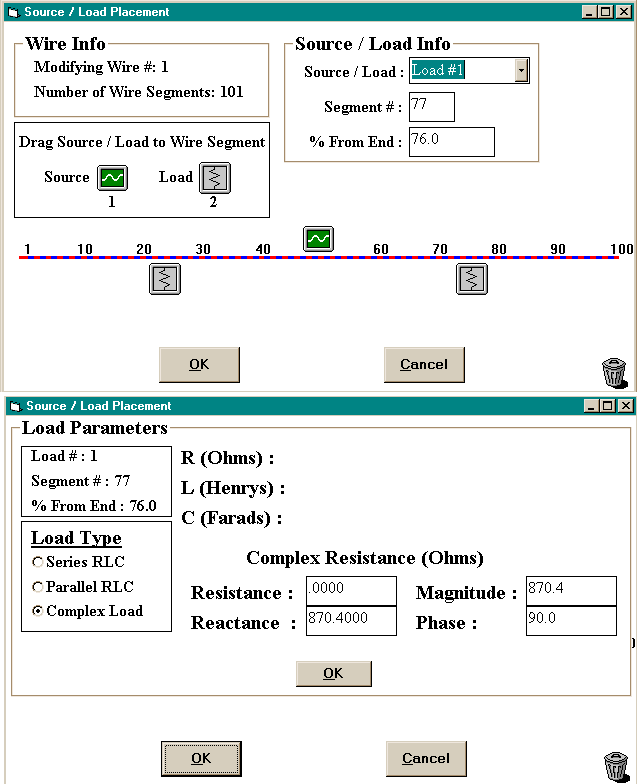 Source / Load Placement
Wire Info
Modifying Wire #: 1
Number of Wire Segments: 101
Source / Load Info
Source / Load : Load #1
Segment # : 77
% From End : 76.0
Drag Source / Load to Wire Segment
Source Load
1 2
1 10 20 30 40 60 70 80 90 100
OK Cancel
Source / Load Placement
Load Parameters
Load # : 1
Segment # : 77
% From End : 76.0
R (Ohms) :
L (Henrys) :
C (Farads) :
Load Type
Series RLC
Parallel RLC
Complex Load
Complex Resistance (Ohms)
Resistance : .0000 Magnitude : 870.4
Reactance : 870.4000 Phase : 90.0
OK
OK Cancel